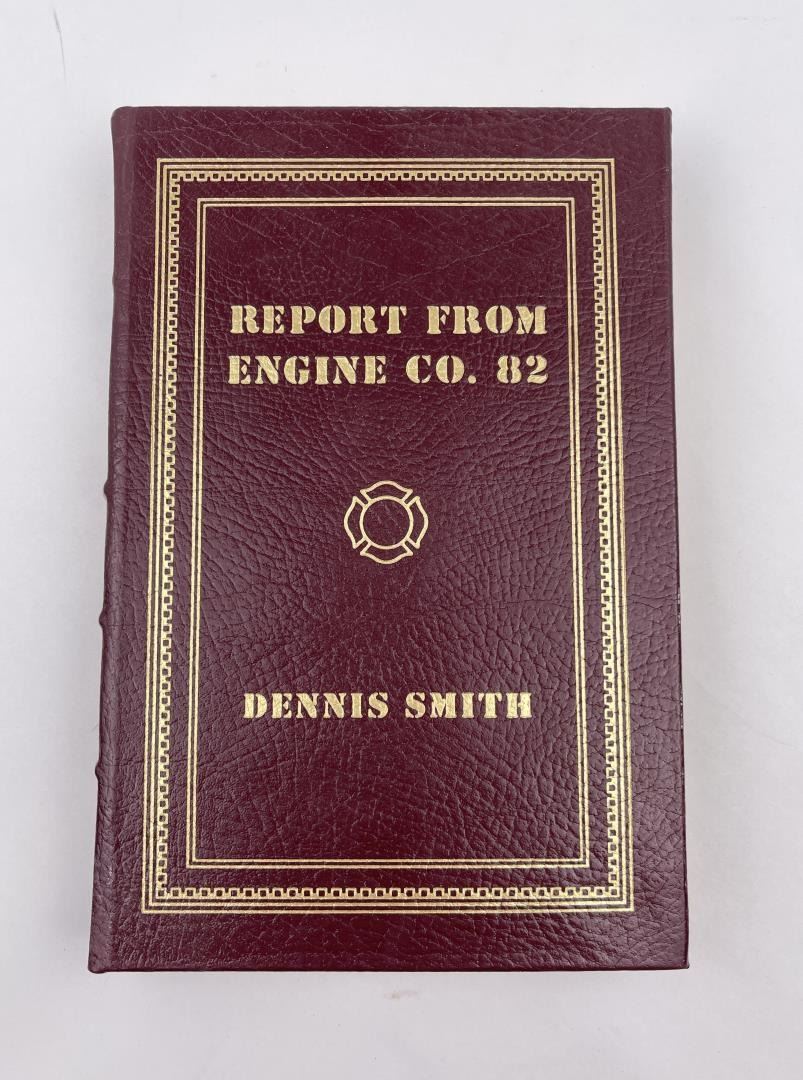 REPORT FROM
ENGINE CO. 82
DENNIS SMITH